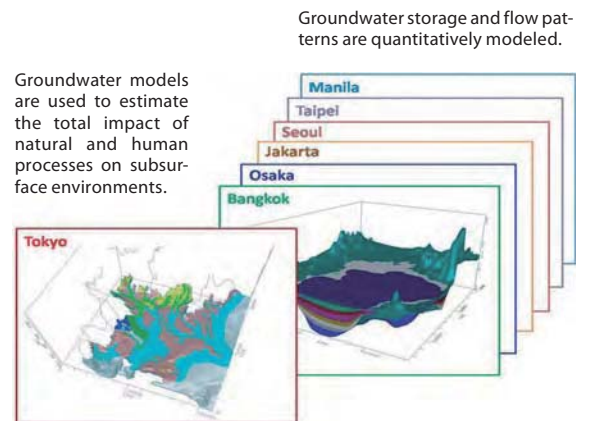 Groundwater storage and flow pat-
terns are quantitatively modeled.
Groundwater models
are used to estimate
the total impact of
natural and human
processes on subsur-
face environments.
Manila
Taipei
Seoul
Jakarta
Osaka
Bangkok
Tokyo